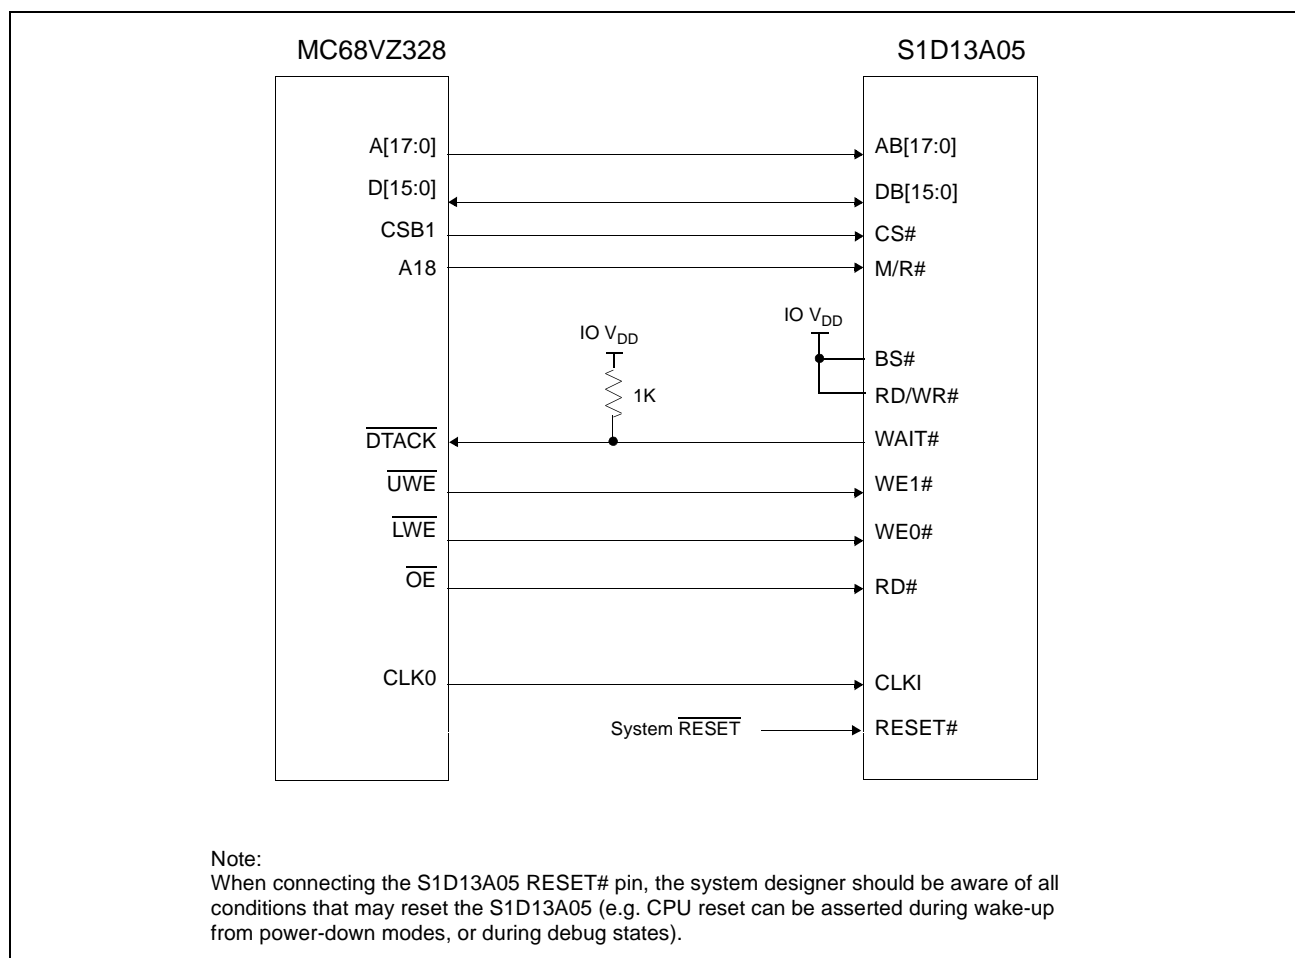 MC68VZ328 S1D13A05
A[17:0] AB[17:0]
D[15:0] DB[15:0]
CSB1 CS#
A18 M/R#
IO VDD IO VDD
BS#
1K RD/WR#
DTACK WAIT#
UWE WE1#
LWE WE0#
OE RD#
CLK0 CLKI
System RESET RESET#
Note:
When connecting the S1D13A05 RESET# pin, the system designer should be aware of all
conditions that may reset the S1D13A05 (e.g. CPU reset can be asserted during wake-up
from power-down modes, or during debug states).